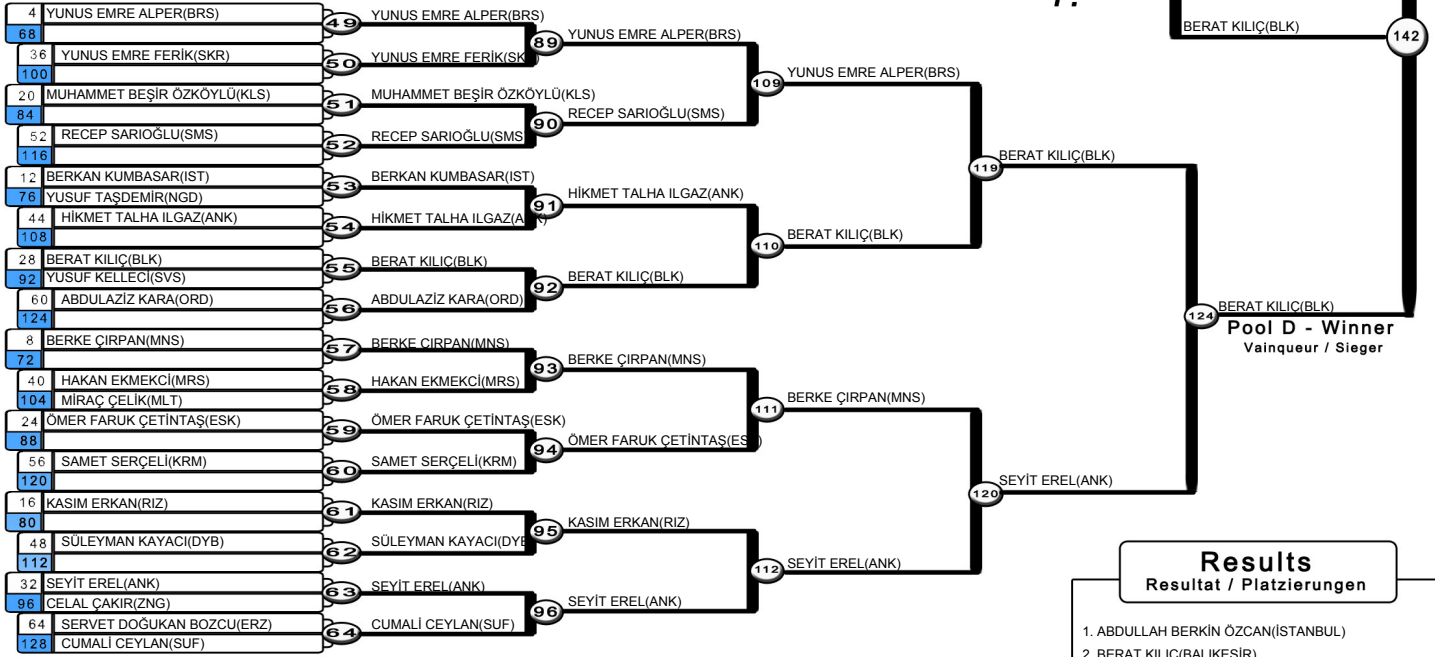 4 YUNUS EMRE ALPER(BRS)
68
36 YUNUS EMRE FERİK(SKR)
100
20 MUHAMMET BEŞİR ÖZKÖYLÜ(KLS)
84
52 RECEP SARIOĞLU(SMS)
116
12 BERKAN KUMBASAR(IST)
76 YUSUF TAŞDEMİR(NGD)
44 HİKMET TALHA ILGAZ(ANK)
108
28 BERAT KILIÇ(BLK)
92 YUSUF KELLECİ(SVS)
60 ABDULAZİZ KARA(ORD)
124
8 BERKE ÇIRPAN(MNS)
72
40 HAKAN EKMEKCİ(MRS)
104 MİRAÇ ÇELİK(MLT)
24 ÖMER FARUK ÇETİNTAŞ(ESK)
88
56 SAMET SERÇELİ(KRM)
120
16 KASIM ERKAN(RIZ)
80
48 SÜLEYMAN KAYACI(DYB)
112
32 SEYİT EREL(ANK)
96 CELAL ÇAKIR(ZNG)
64 SERVET DOĞUKAN BOZCU(ERZ)
128 CUMALİ CEYLAN(SUF)
49 YUNUS EMRE ALPER(BRS)
50 YUNUS EMRE FERİK(SK
51 MUHAMMET BEŞİR ÖZKÖYLÜ(KLS)
52 RECEP SARIOĞLU(SMS
53 BERKAN KUMBASAR(IST)
54 HİKMET TALHA ILGAZ(A
55 BERAT KILIÇ(BLK)
56 ABDULAZİZ KARA(ORD)
57 BERKE ÇIRPAN(MNS)
58 HAKAN EKMEKCİ(MRS)
59 ÖMER FARUK ÇETİNTAŞ(ESK)
60 SAMET SERÇELİ(KRM)
61 KASIM ERKAN(RIZ)
62 SÜLEYMAN KAYACI(DYB
63 SEYİT EREL(ANK)
64 CUMALİ CEYLAN(SUF)
89 YUNUS EMRE ALPER(BRS)
90 RECEP SARIOĞLU(SMS)
91 HİKMET TALHA ILGAZ(ANK)
92 BERAT KILIÇ(BLK)
93 BERKE ÇIRPAN(MNS)
94 ÖMER FARUK ÇETİNTAŞ(ESK)
95 KASIM ERKAN(RIZ)
96 SEYİT EREL(ANK)
109 YUNUS EMRE ALPER(BRS)
110 BERAT KILIÇ(BLK)
111 BERKE ÇIRPAN(MNS)
112 SEYİT EREL(ANK)
119 BERAT KILIÇ(BLK)
120 SEYİT EREL(ANK)
124 BERAT KILIÇ(BLK)
Pool D - Winner
Vainqueur / Sieger
BERAT KILIÇ(BLK)
142
Results
Resultat / Platzierungen
1. ABDULLAH BERKİN ÖZCAN(İSTANBUL)
2. BERAT KILIÇ(BALIKESİR)